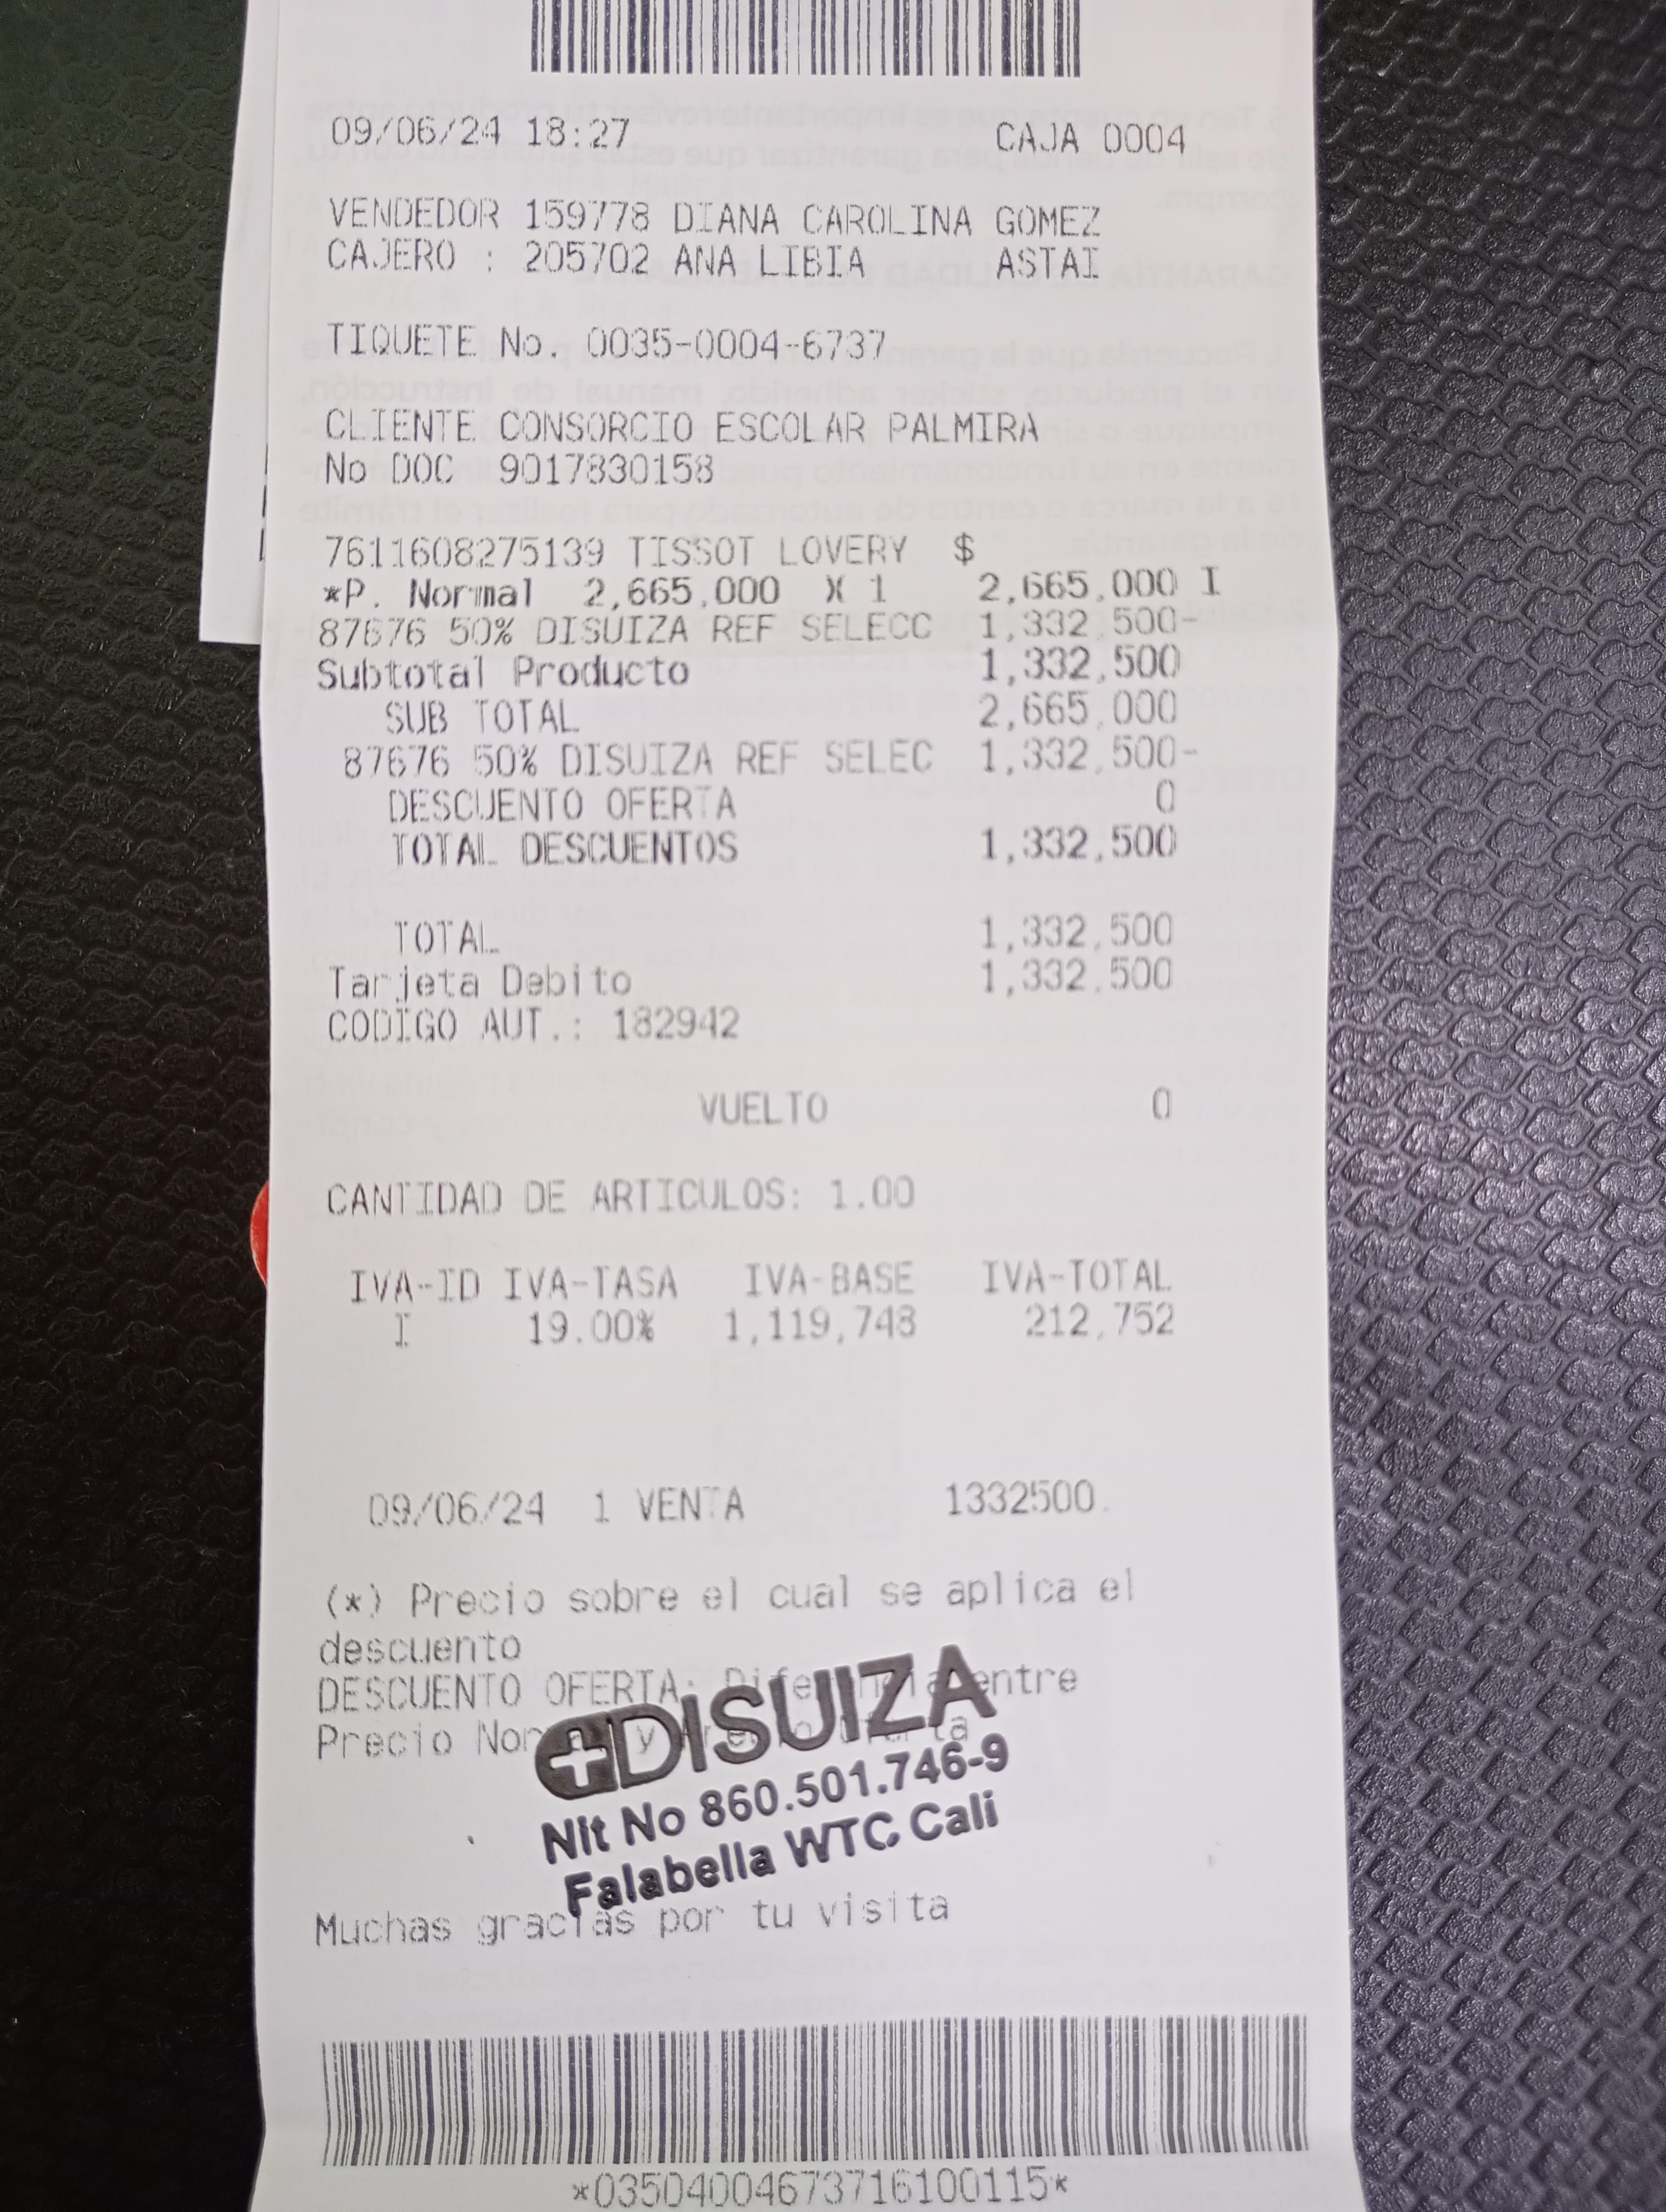 09/06/24 18:27 CAJA 0004
VENDEDOR 159778 DIANA CAROLINA GOMEZ
CAJERO : 205702 ANA LIBIA ASTAI
TIQUETE No. 0035-0004-6737
CLIENTE CONSORCIO ESCOLAR PALMIRA
No DOC 9017830158
7611608275139 TISSOT LOVERY $
*P. Normal 2,665,000 X 1 2,665,000 I
87676 50% DISUIZA REF SELECC 1,332,500-
Subtotal Producto 1,332,500
SUB TOTAL 2,665,000
87676 50% DISUIZA REF SELEC 1,332,500-
DESCUENTO OFERTA 0
TOTAL DESCUENTOS 1,332,500
TOTAL 1,332,500
Tarjeta Debito 1,332,500
CODIGO AUT.: 182942
VUELTO 0
CANTIDAD DE ARTICULOS: 1.00
IVA-ID IVA-TASA IVA-BASE IVA-TOTAL
I 19.00% 1,119,748 212,752
09/06/24 1 VENTA 1332500.
(*) Precio sobre el cual se aplica el
descuento
DESCUENTO OFERTA: Diferencia entre
Precio Normal y Precio Oferta
DISUIZA
Nit No 860.501.746-9
Falabella WTC Cali
Muchas gracias por tu visita
*03504004673716100115*